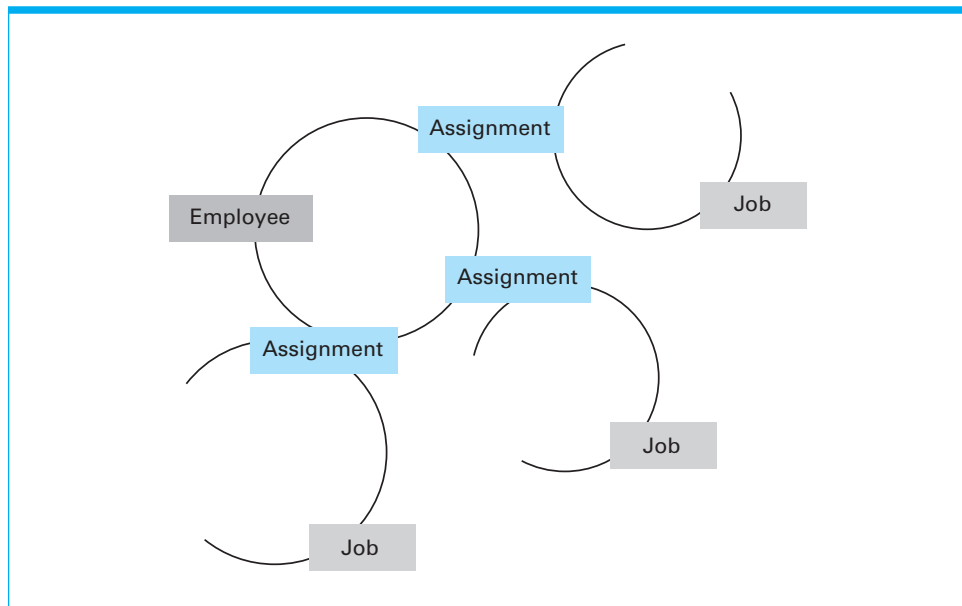 Assignment
Employee
Job
Assignment
Assignment
Job
Job